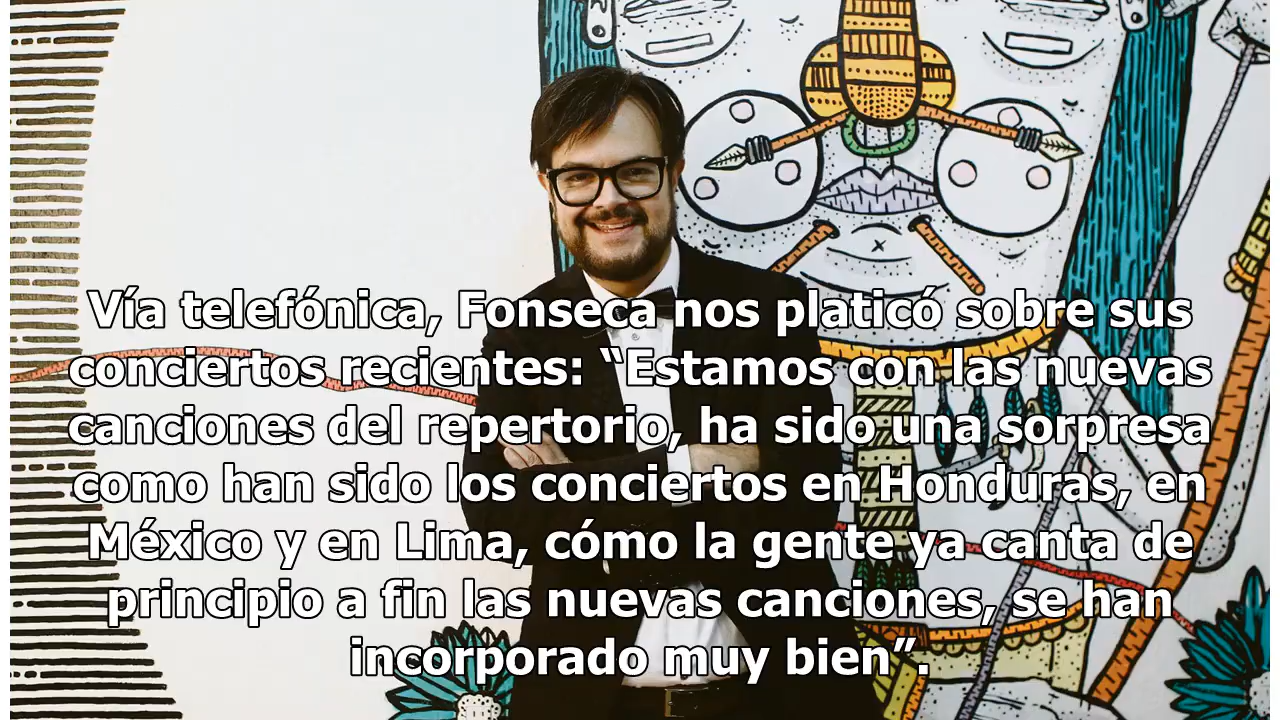 Vía telefónica, Fonseca nos platicó sobre sus
conciertos recientes: “Estamos con las nuevas
canciones del repertorio, ha sido una sorpresa
como han sido los conciertos en Honduras, en
México y en Lima, cómo la gente ya canta de
principio a fin las nuevas canciones, se han
incorporado muy bien”.